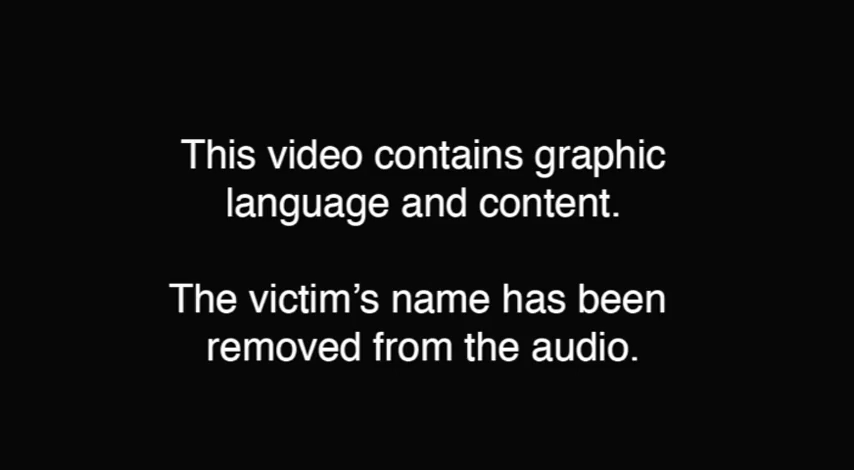 This video contains graphic
language and content.
The victim’s name has been
removed from the audio.